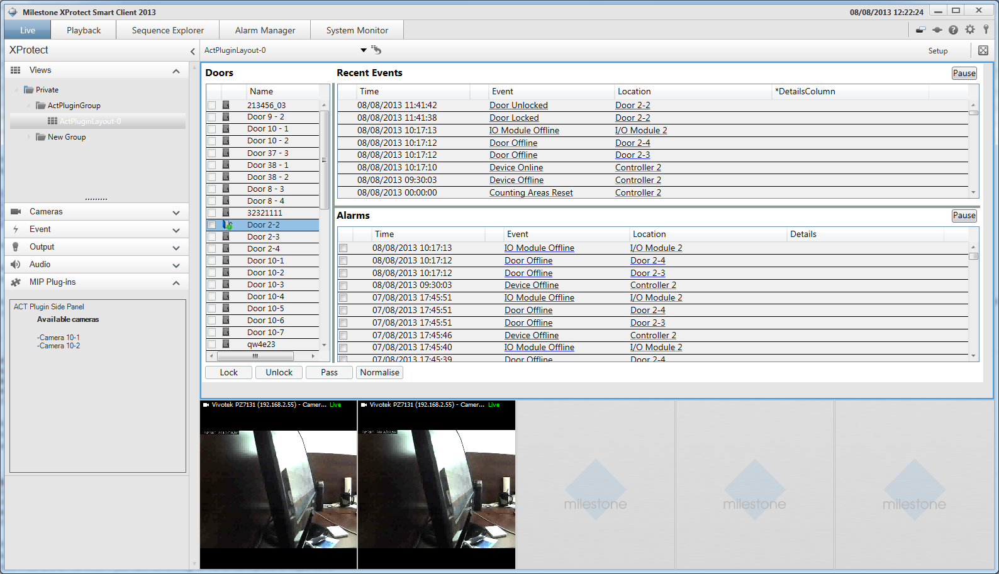 Milestone XProtect Smart Client 2013
08/08/2013 12:22:24
Live
Playback
Sequence Explorer
Alarm Manager
System Monitor
XProtect
ActPluginLayout-0
Setup
Views
Private
ActPluginGroup
ActPluginLayout-0
New Group
Cameras
Event
Output
Audio
MIP Plug-ins
ACT Plugin Side Panel
Available cameras
-Camera 10-1
-Camera 10-2
Doors
Name
213456_03
Door 9 - 2
Door 10 - 1
Door 10 - 2
Door 37 - 3
Door 38 - 1
Door 38 - 2
Door 8 - 3
Door 8 - 4
32321111
Door 2-2
Door 2-3
Door 2-4
Door 10-1
Door 10-2
Door 10-3
Door 10-4
Door 10-5
Door 10-6
Door 10-7
qw4e23
Lock Unlock Pass Normalise
Recent Events
Pause
Time Event Location *DetailsColumn
08/08/2013 11:41:42 Door Unlocked Door 2-2
08/08/2013 11:41:38 Door Locked Door 2-2
08/08/2013 10:17:13 IO Module Offline I/O Module 2
08/08/2013 10:17:12 Door Offline Door 2-4
08/08/2013 10:17:12 Door Offline Door 2-3
08/08/2013 10:17:10 Device Online Controller 2
08/08/2013 09:30:03 Device Offline Controller 2
08/08/2013 00:00:00 Counting Areas Reset Controller 2
Alarms
Pause
Time Event Location Details
08/08/2013 10:17:13 IO Module Offline I/O Module 2
08/08/2013 10:17:12 Door Offline Door 2-4
08/08/2013 10:17:12 Door Offline Door 2-3
08/08/2013 09:30:03 Device Offline Controller 2
07/08/2013 17:45:51 IO Module Offline I/O Module 2
07/08/2013 17:45:51 Door Offline Door 2-4
07/08/2013 17:45:51 Door Offline Door 2-3
07/08/2013 17:45:46 Device Offline Controller 2
07/08/2013 17:45:40 IO Module Offline I/O Module 2
07/08/2013 17:45:39 Door Offline Door 2-4
Vivotek PZ7131 (192.168.2.55) - Camer... Live
Vivotek PZ7131 (192.168.2.55) - Camer... Live
milestone
milestone
milestone